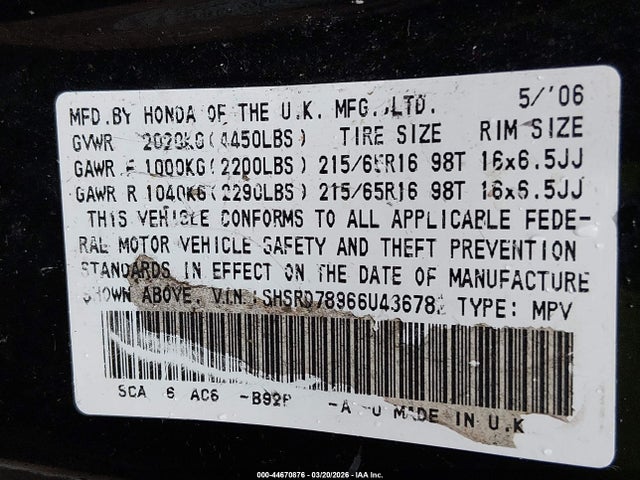 MFD.BY HONDA OF THE U.K. MFG.,LTD. 5/'06
GVWR 2020KG(4450LBS) TIRE SIZE RIM SIZE
GAWR F 1000KG(2200LBS) 215/65R16 98T 16x6.5JJ
GAWR R 1040KG(2290LBS) 215/65R16 98T 16x6.5JJ
THIS VEHICLE CONFORMS TO ALL APPLICABLE FEDE-
RAL MOTOR VEHICLE SAFETY AND THEFT PREVENTION
STANDARDS IN EFFECT ON THE DATE OF MANUFACTURE
SHOWN ABOVE. V.I.N.: TYPE: MPV
SCA 6 AC6 MADE IN U.K
000-44670876 - 03/20/2026 - IAA Inc.